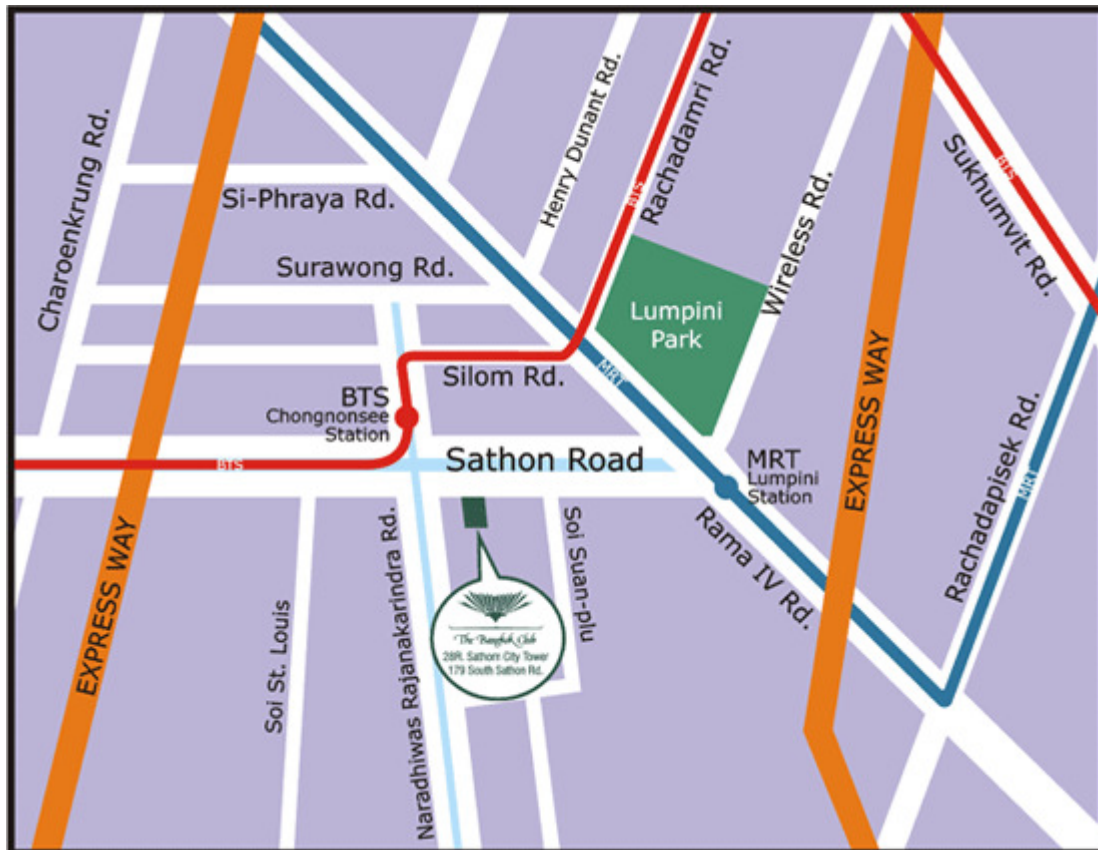 Charoenkrung Rd.
Si-Phraya Rd.
Henry Dunant Rd.
BTS
Rachadamri Rd.
Wireless Rd.
BTS
Sukhumvit Rd.
Surawong Rd.
Lumpini
Park
MRT
Silom Rd.
BTS
Chongnonsee
Station
EXPRESS WAY
Rachadapisek Rd.
MRT
BTS
Sathon Road
MRT
Lumpini
Station
Rama IV Rd.
EXPRESS WAY
Soi St. Louis
Naradhiwas Rajanakarindra Rd.
Soi Suan-plu
The Bangkok Club
28R. Sathorn City Tower
179 South Sathon Rd.